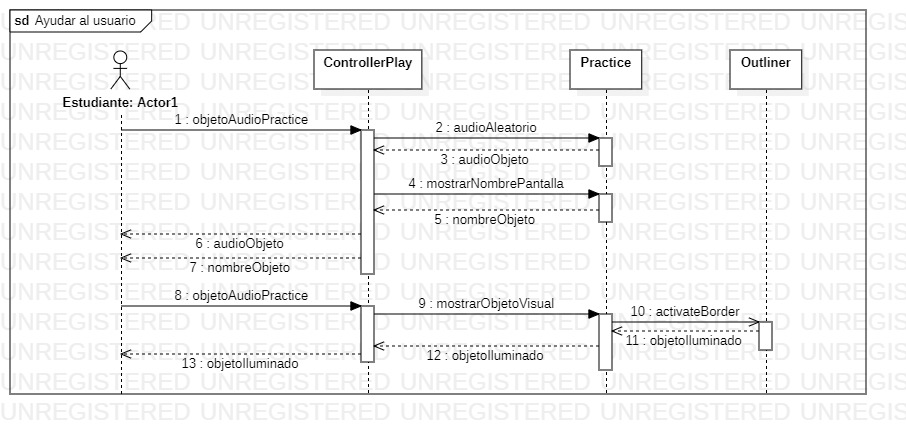 sd Ayudar al usuario
Estudiante: Actor1
ControllerPlay
Practice
Outliner
1 : objetoAudioPractice
2 : audioAleatorio
3 : audioObjeto
4 : mostrarNombrePantalla
5 : nombreObjeto
6 : audioObjeto
7 : nombreObjeto
8 : objetoAudioPractice
9 : mostrarObjetoVisual
10 : activateBorder
11 : objetoIluminado
12 : objetoIluminado
13 : objetoIluminado
UNREGISTERED UNREGISTERED UNREGISTERED UNREGISTERED UNREGISTERED